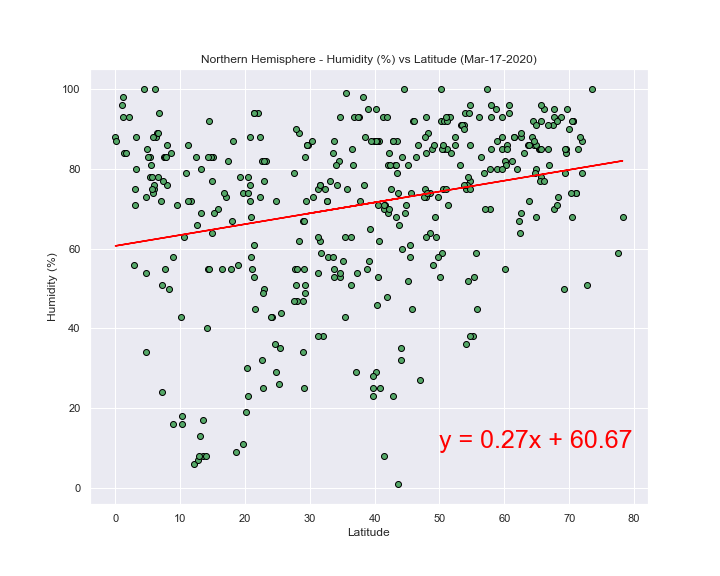 Northern Hemisphere - Humidity (%) vs Latitude (Mar-17-2020)
100
80
60
40
20
0
Humidity (%)
y = 0.27x + 60.67
0 10 20 30 40 50 60 70 80
Latitude